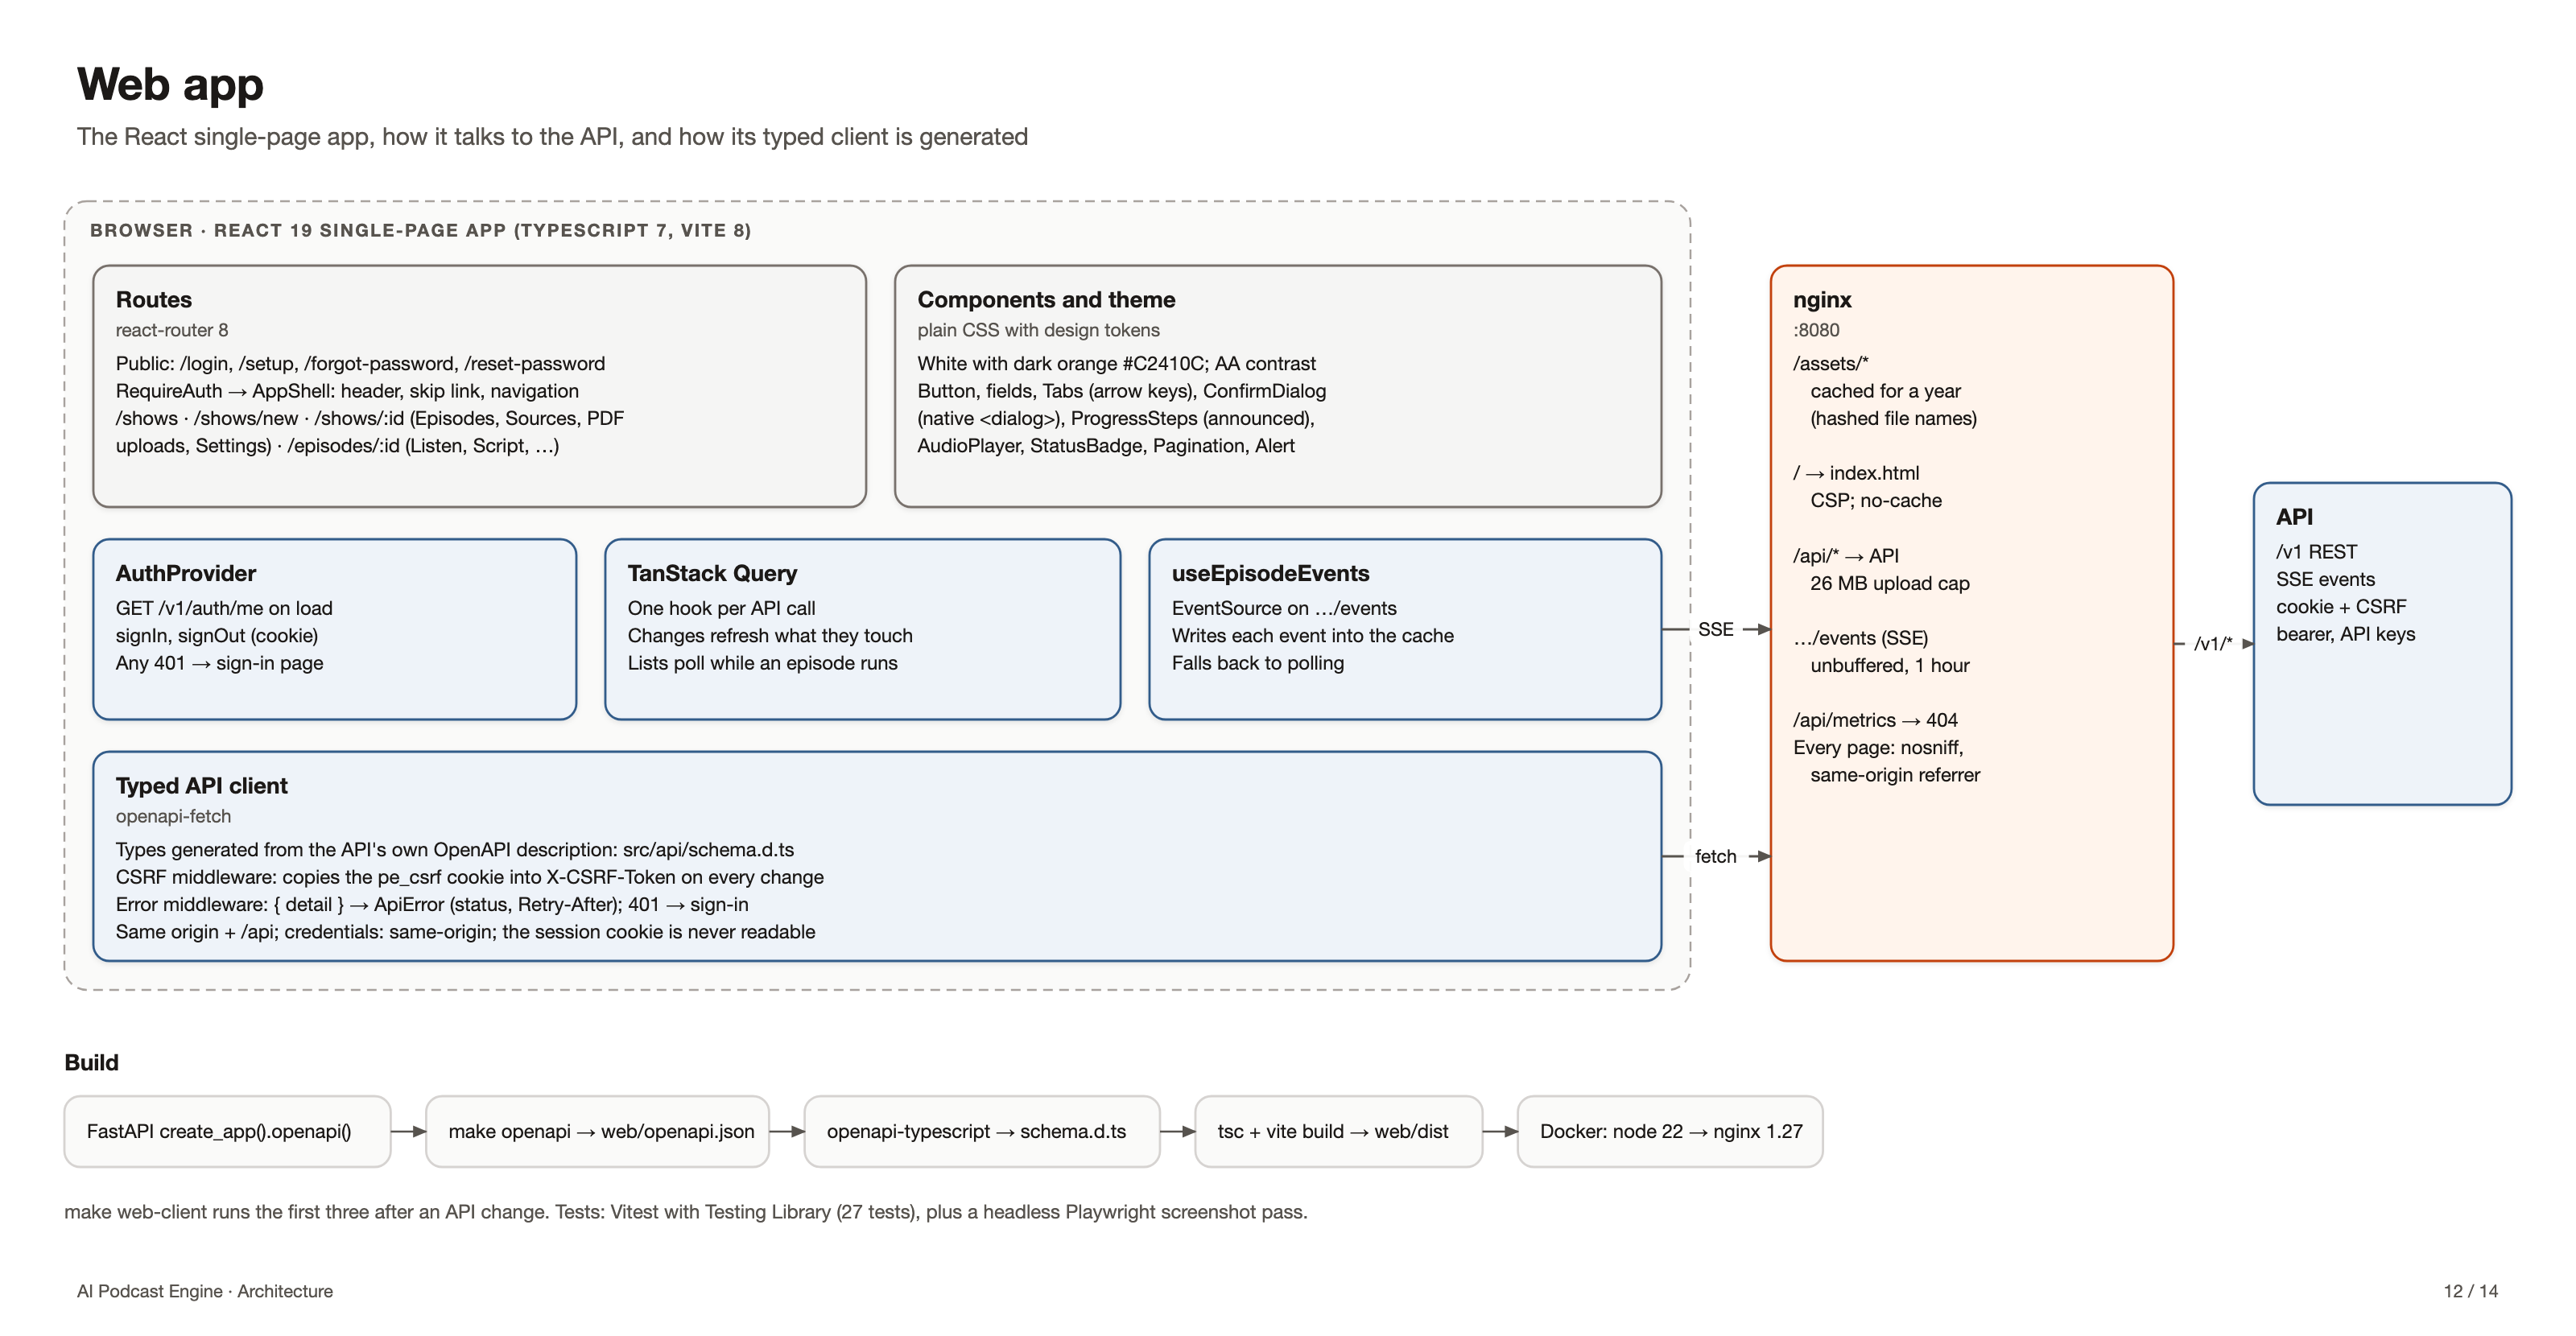 Web app
The React single-page app, how it talks to the API, and how its typed client is generated
BROWSER · REACT 19 SINGLE-PAGE APP (TYPESCRIPT 7, VITE 8)
Routes
react-router 8
Public: /login, /setup, /forgot-password, /reset-password
RequireAuth → AppShell: header, skip link, navigation
/shows · /shows/new · /shows/:id (Episodes, Sources, PDF
uploads, Settings) · /episodes/:id (Listen, Script, …)
Components and theme
plain CSS with design tokens
White with dark orange #C2410C; AA contrast
Button, fields, Tabs (arrow keys), ConfirmDialog
(native <dialog>), ProgressSteps (announced),
AudioPlayer, StatusBadge, Pagination, Alert
AuthProvider
GET /v1/auth/me on load
signIn, signOut (cookie)
Any 401 → sign-in page
TanStack Query
One hook per API call
Changes refresh what they touch
Lists poll while an episode runs
useEpisodeEvents
EventSource on …/events
Writes each event into the cache
Falls back to polling
Typed API client
openapi-fetch
Types generated from the API's own OpenAPI description: src/api/schema.d.ts
CSRF middleware: copies the pe_csrf cookie into X-CSRF-Token on every change
Error middleware: { detail } → ApiError (status, Retry-After); 401 → sign-in
Same origin + /api; credentials: same-origin; the session cookie is never readable
SSE
fetch
nginx
:8080
/assets/*
cached for a year
(hashed file names)
/ → index.html
CSP; no-cache
/api/* → API
26 MB upload cap
…/events (SSE)
unbuffered, 1 hour
/api/metrics → 404
Every page: nosniff,
same-origin referrer
/v1/*
API
/v1 REST
SSE events
cookie + CSRF
bearer, API keys
Build
FastAPI create_app().openapi()
make openapi → web/openapi.json
openapi-typescript → schema.d.ts
tsc + vite build → web/dist
Docker: node 22 → nginx 1.27
make web-client runs the first three after an API change. Tests: Vitest with Testing Library (27 tests), plus a headless Playwright screenshot pass.
AI Podcast Engine · Architecture
12 / 14